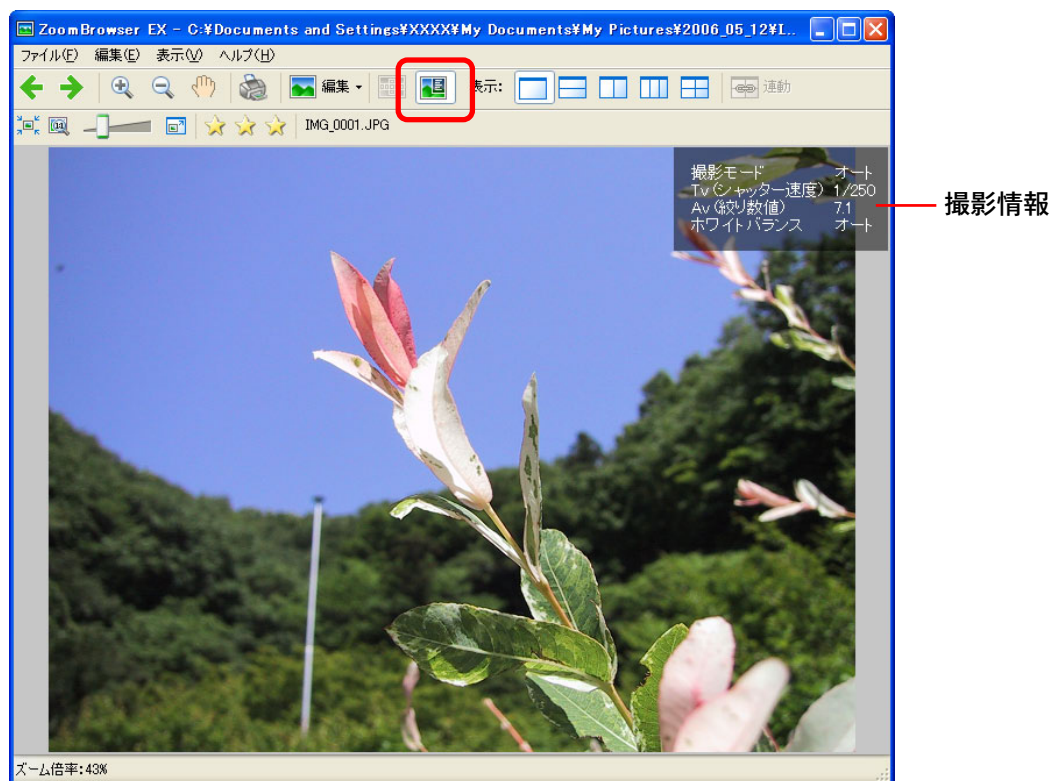 ZoomBrowser EX - C:¥Documents and Settings¥XXXX¥My Documents¥My Pictures¥2006_05_12¥I...
ファイル(F) 編集(E) 表示(V) ヘルプ(H)
編集 表示: 連動
IMG_0001.JPG
撮影モード オート
Tv(シャッター速度) 1/250
Av(絞り数値) 7.1
ホワイトバランス オート
撮影情報
ズーム倍率:43%